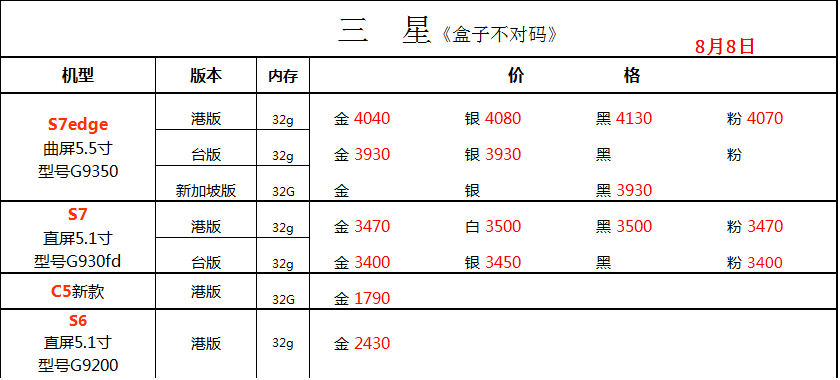 三 星《盒子不对码》 8月8日
机型 版本 内存 价 格
S7edge
曲屏5.5寸
型号G9350
港版 32g 金 4040 银 4080 黑 4130 粉 4070
台版 32g 金 3930 银 3930 黑 粉
新加坡版 32G 金 银 黑 3930
S7
直屏5.1寸
型号G930fd
港版 32g 金 3470 白 3500 黑 3500 粉 3470
台版 32g 金 3400 银 3450 黑 粉 3400
C5新款 港版 32G 金 1790
S6
直屏5.1寸
型号G9200
港版 32g 金 2430